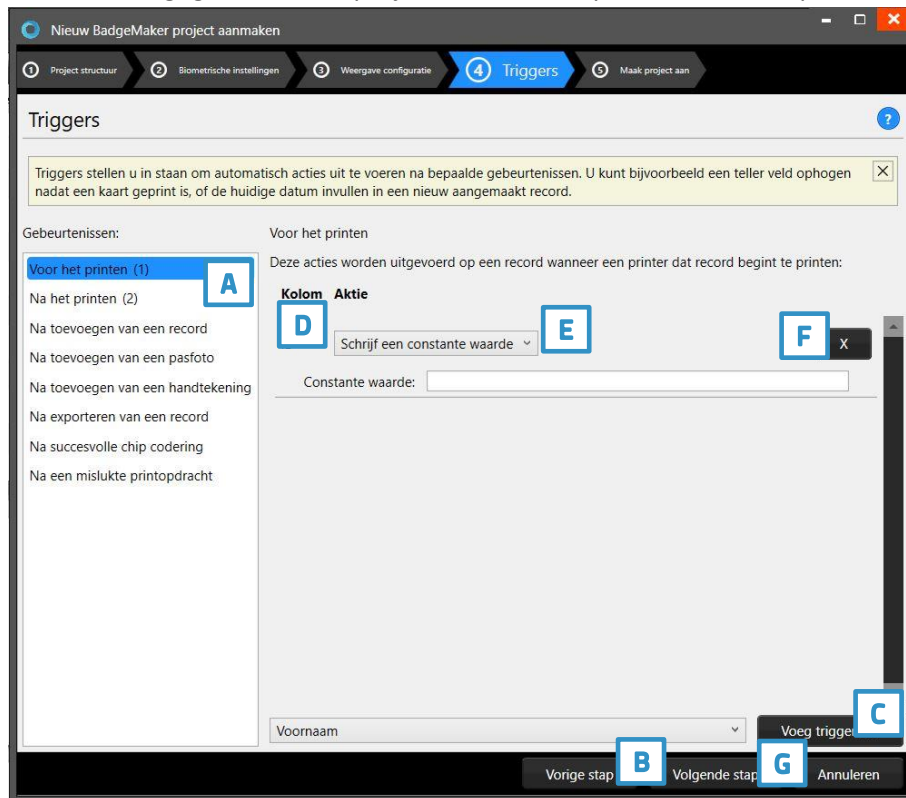 Nieuw BadgeMaker project aanmaken
1 Project structuur 2 Biometrische instellingen 3 Weergave configuratie 4 Triggers 5 Maak project aan
Triggers
?
Triggers stellen u in staan om automatisch acties uit te voeren na bepaalde gebeurtenissen. U kunt bijvoorbeeld een teller veld ophogen
nadat een kaart geprint is, of de huidige datum invullen in een nieuw aangemaakt record.
Gebeurtenissen:
Voor het printen (1)
A
Na het printen (2)
Na toevoegen van een record
Na toevoegen van een pasfoto
Na toevoegen van een handtekening
Na exporteren van een record
Na succesvolle chip codering
Na een mislukte printopdracht
Voor het printen
Deze acties worden uitgevoerd op een record wanneer een printer dat record begint te printen:
Kolom Aktie
D
Schrijf een constante waarde
E
F
X
Constante waarde:
Voornaam
Voeg trigge
C
Vorige stap
B
Volgende stap
G
Annuleren